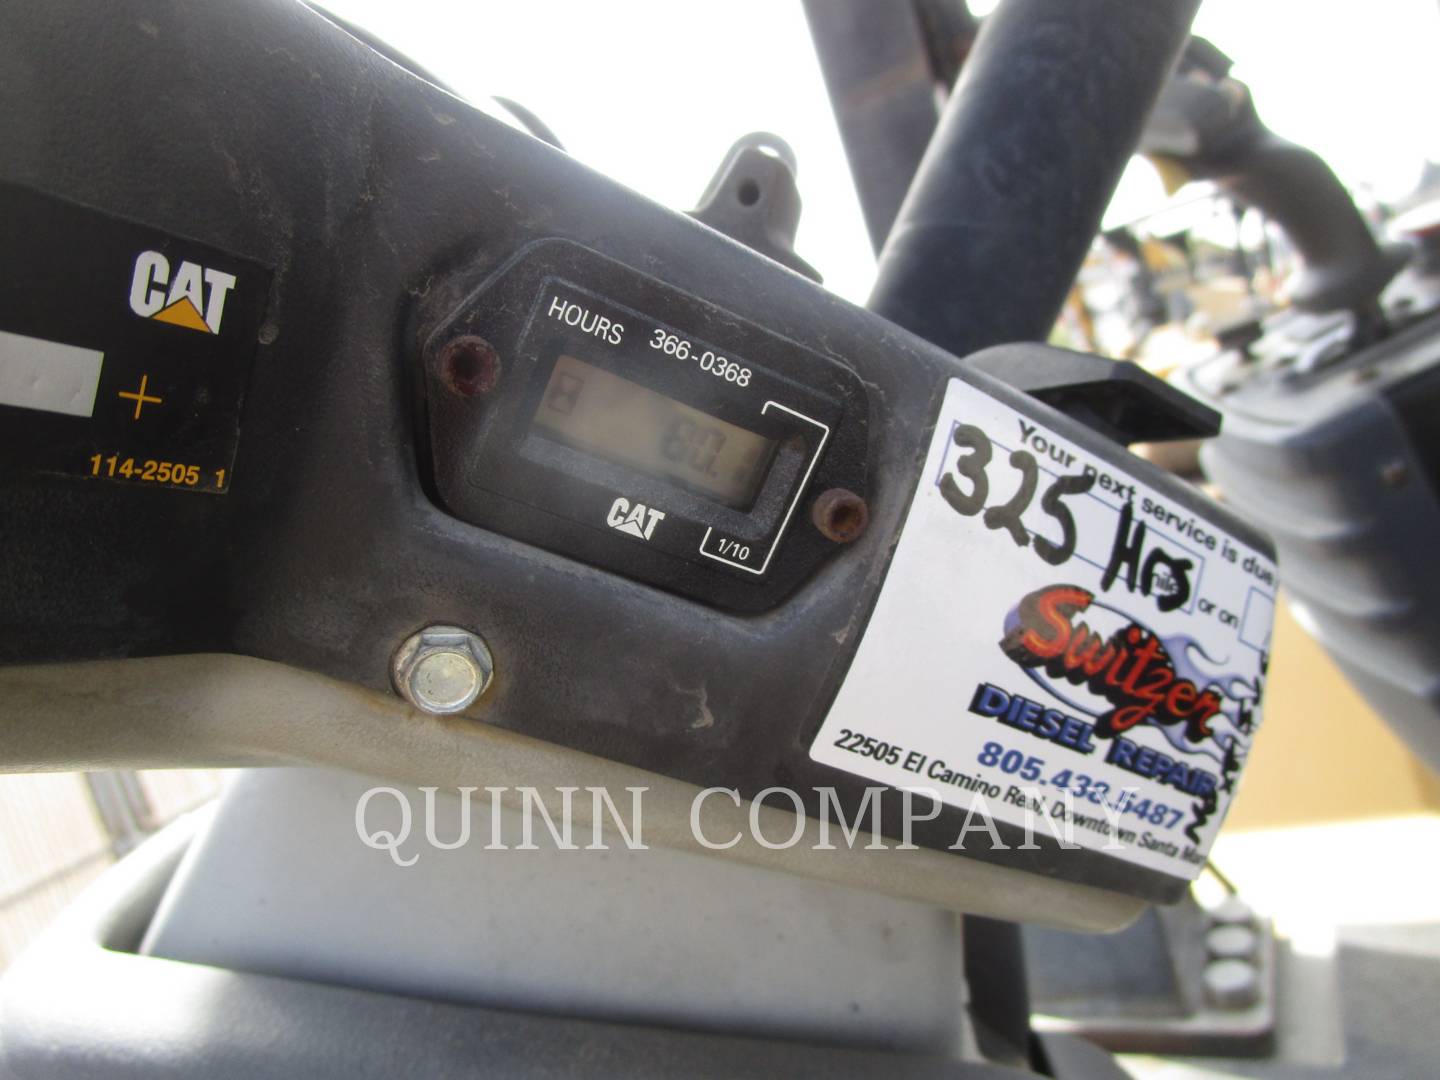 CAT
114-2505 1
HOURS 366-0368
80.
CAT
1/10
Your next service is due
325 Hrs
or on
Switzer
DIESEL REPAIR
805.438.5487
22505 El Camino Real, Downtown Santa
QUINN COMPANY